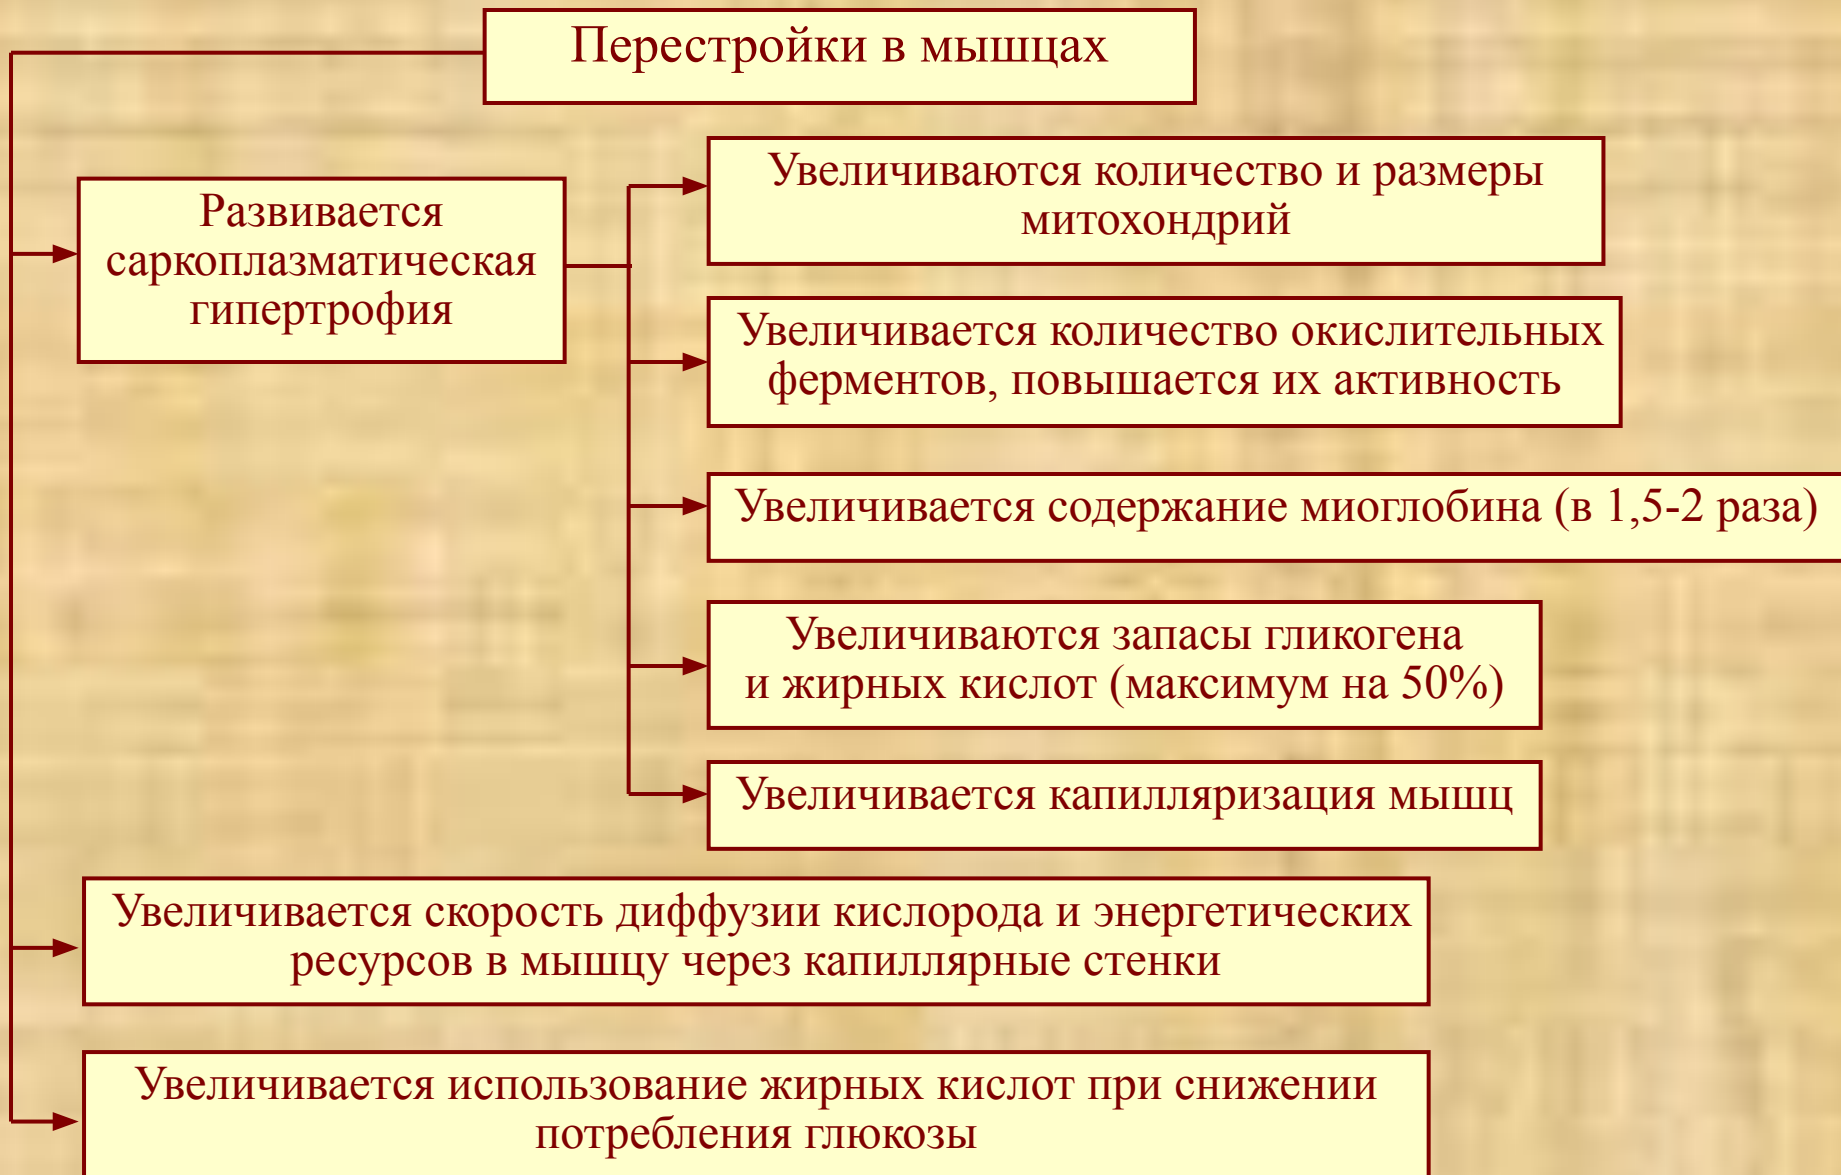 Перестройки в мышцах
Развивается
саркоплазматическая
гипертрофия
Увеличиваются количество и размеры
митохондрий
Увеличивается количество окислительных
ферментов, повышается их активность
Увеличивается содержание миоглобина (в 1,5-2 раза)
Увеличиваются запасы гликогена
и жирных кислот (максимум на 50%)
Увеличивается капилляризация мышц
Увеличивается скорость диффузии кислорода и энергетических
ресурсов в мышцу через капиллярные стенки
Увеличивается использование жирных кислот при снижении
потребления глюкозы